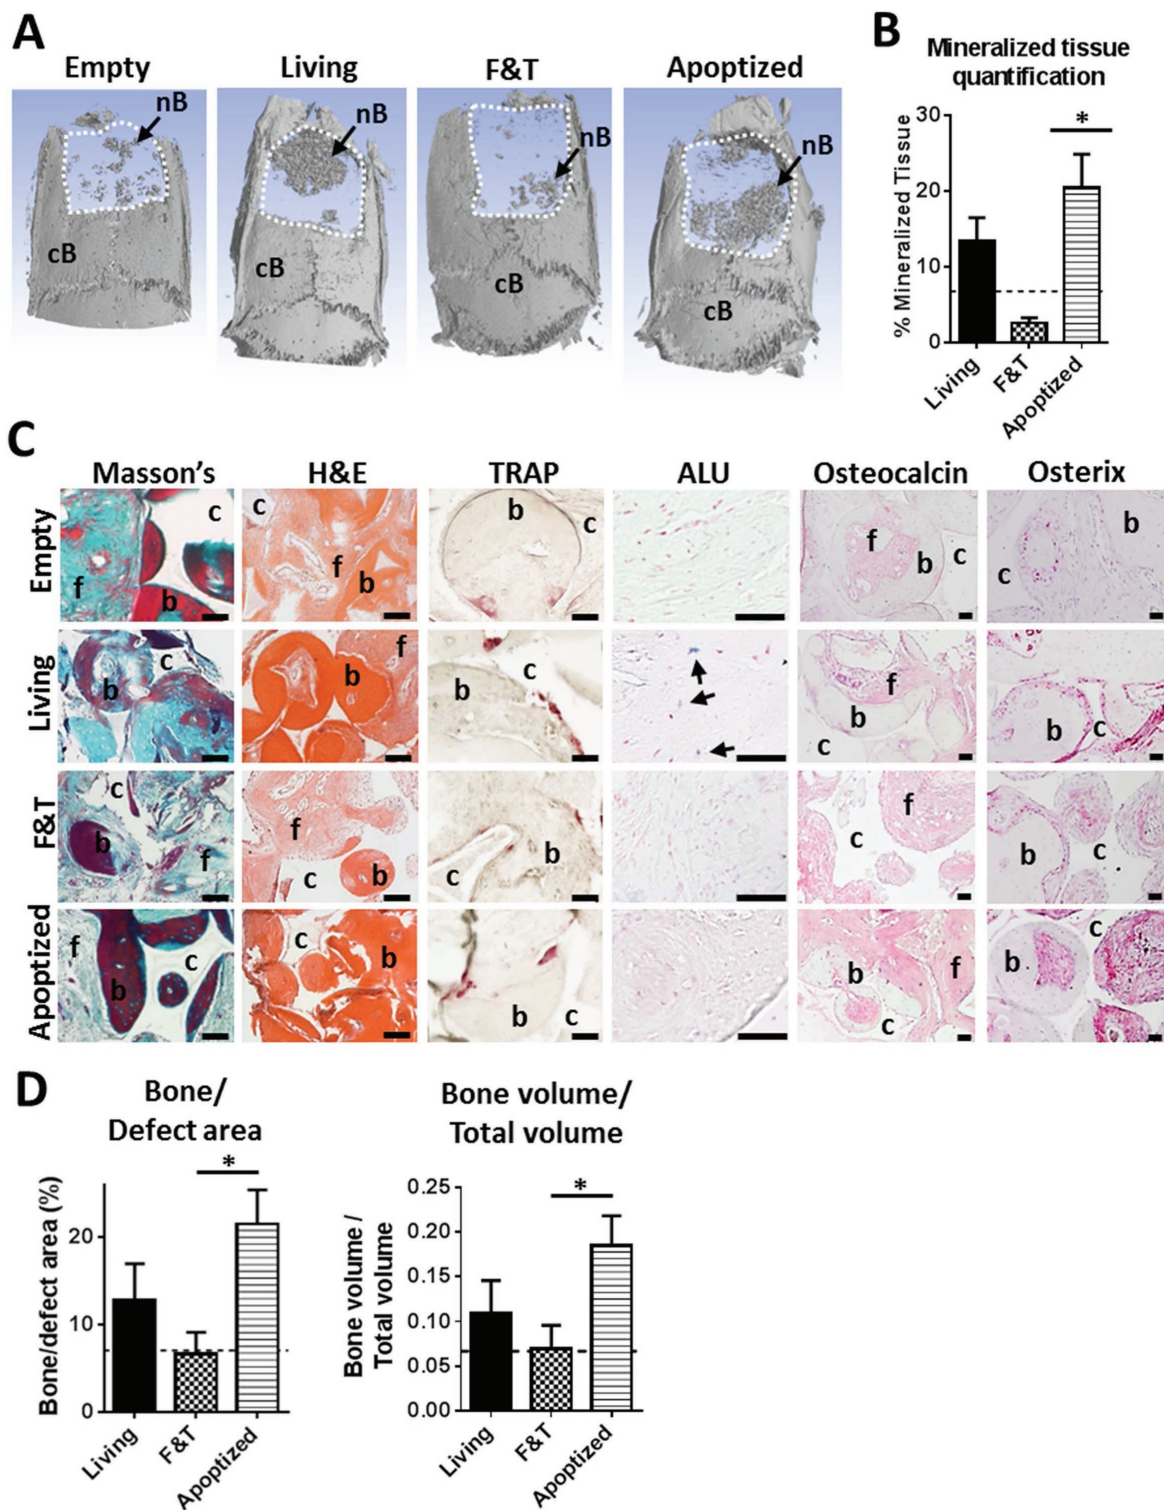 A
Empty
Living
F&T
Apoptized
nB
nB
nB
nB
cB
cB
cB
cB
B
Mineralized tissue
quantification
% Mineralized Tissue
30
20
10
0
*
Living
F&T
Apoptized
C
Masson's
H&E
TRAP
ALU
Osteocalcin
Osterix
Empty
c
f
b
c
f
b
b
c
f
b
c
b
c
Living
c
b
f
b
c
b
f
b
c
b
c
F&T
c
b
f
f
c
b
b
c
f
c
b
c
Apoptized
f
c
b
c
b
b
c
b
f
c
c
b
D
Bone/
Defect area
Bone/defect area (%)
20
10
0
*
Living
F&T
Apoptized
Bone volume/
Total volume
Bone volume /
Total volume
0.25
0.20
0.15
0.10
0.05
0.00
*
Living
F&T
Apoptized